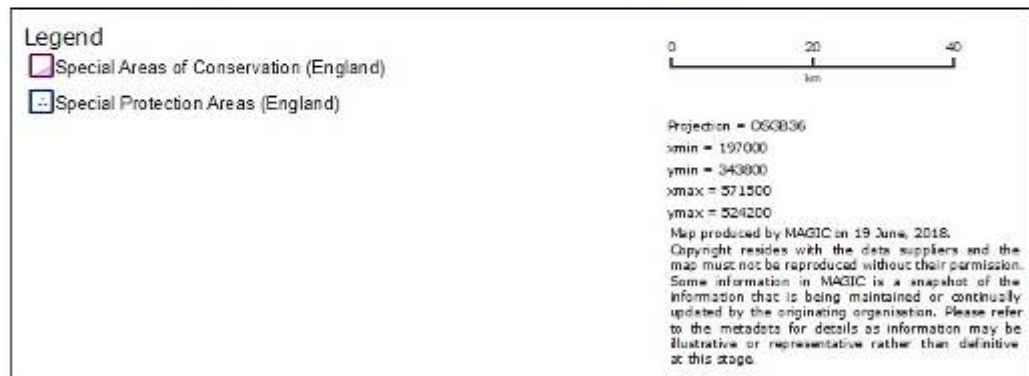 Legend
Special Areas of Conservation (England)
Special Protection Areas (England)
0 20 40
km
Projection = OSGB36
xmin = 197000
ymin = 343800
xmax = 571500
ymax = 524200
Map produced by MAGIC on 19 June, 2018.
Copyright resides with the data suppliers and the
map must not be reproduced without their permission.
Some information in MAGIC is a snapshot of the
information that is being maintained or continually
updated by the originating organisation. Please refer
to the metadata for details as information may be
illustrative or representative rather than definitive
at this stage.